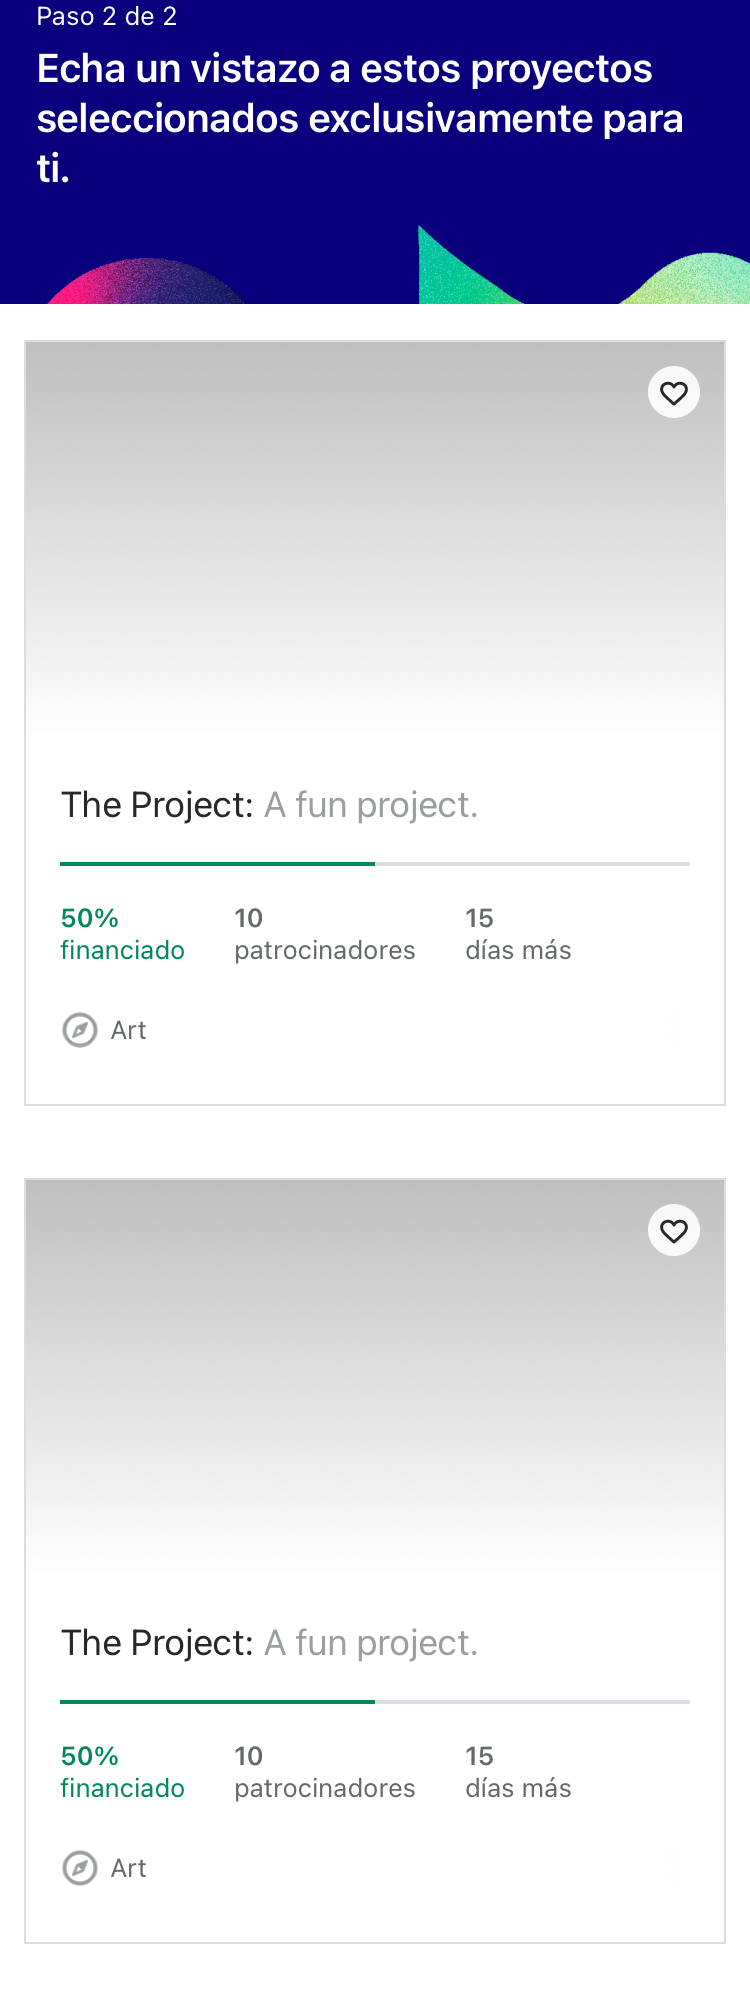 Paso 2 de 2
Echa un vistazo a estos proyectos
seleccionados exclusivamente para
ti.
The Project: A fun project.
50%
financiado
10
patrocinadores
15
días más
Art
The Project: A fun project.
50%
financiado
10
patrocinadores
15
días más
Art